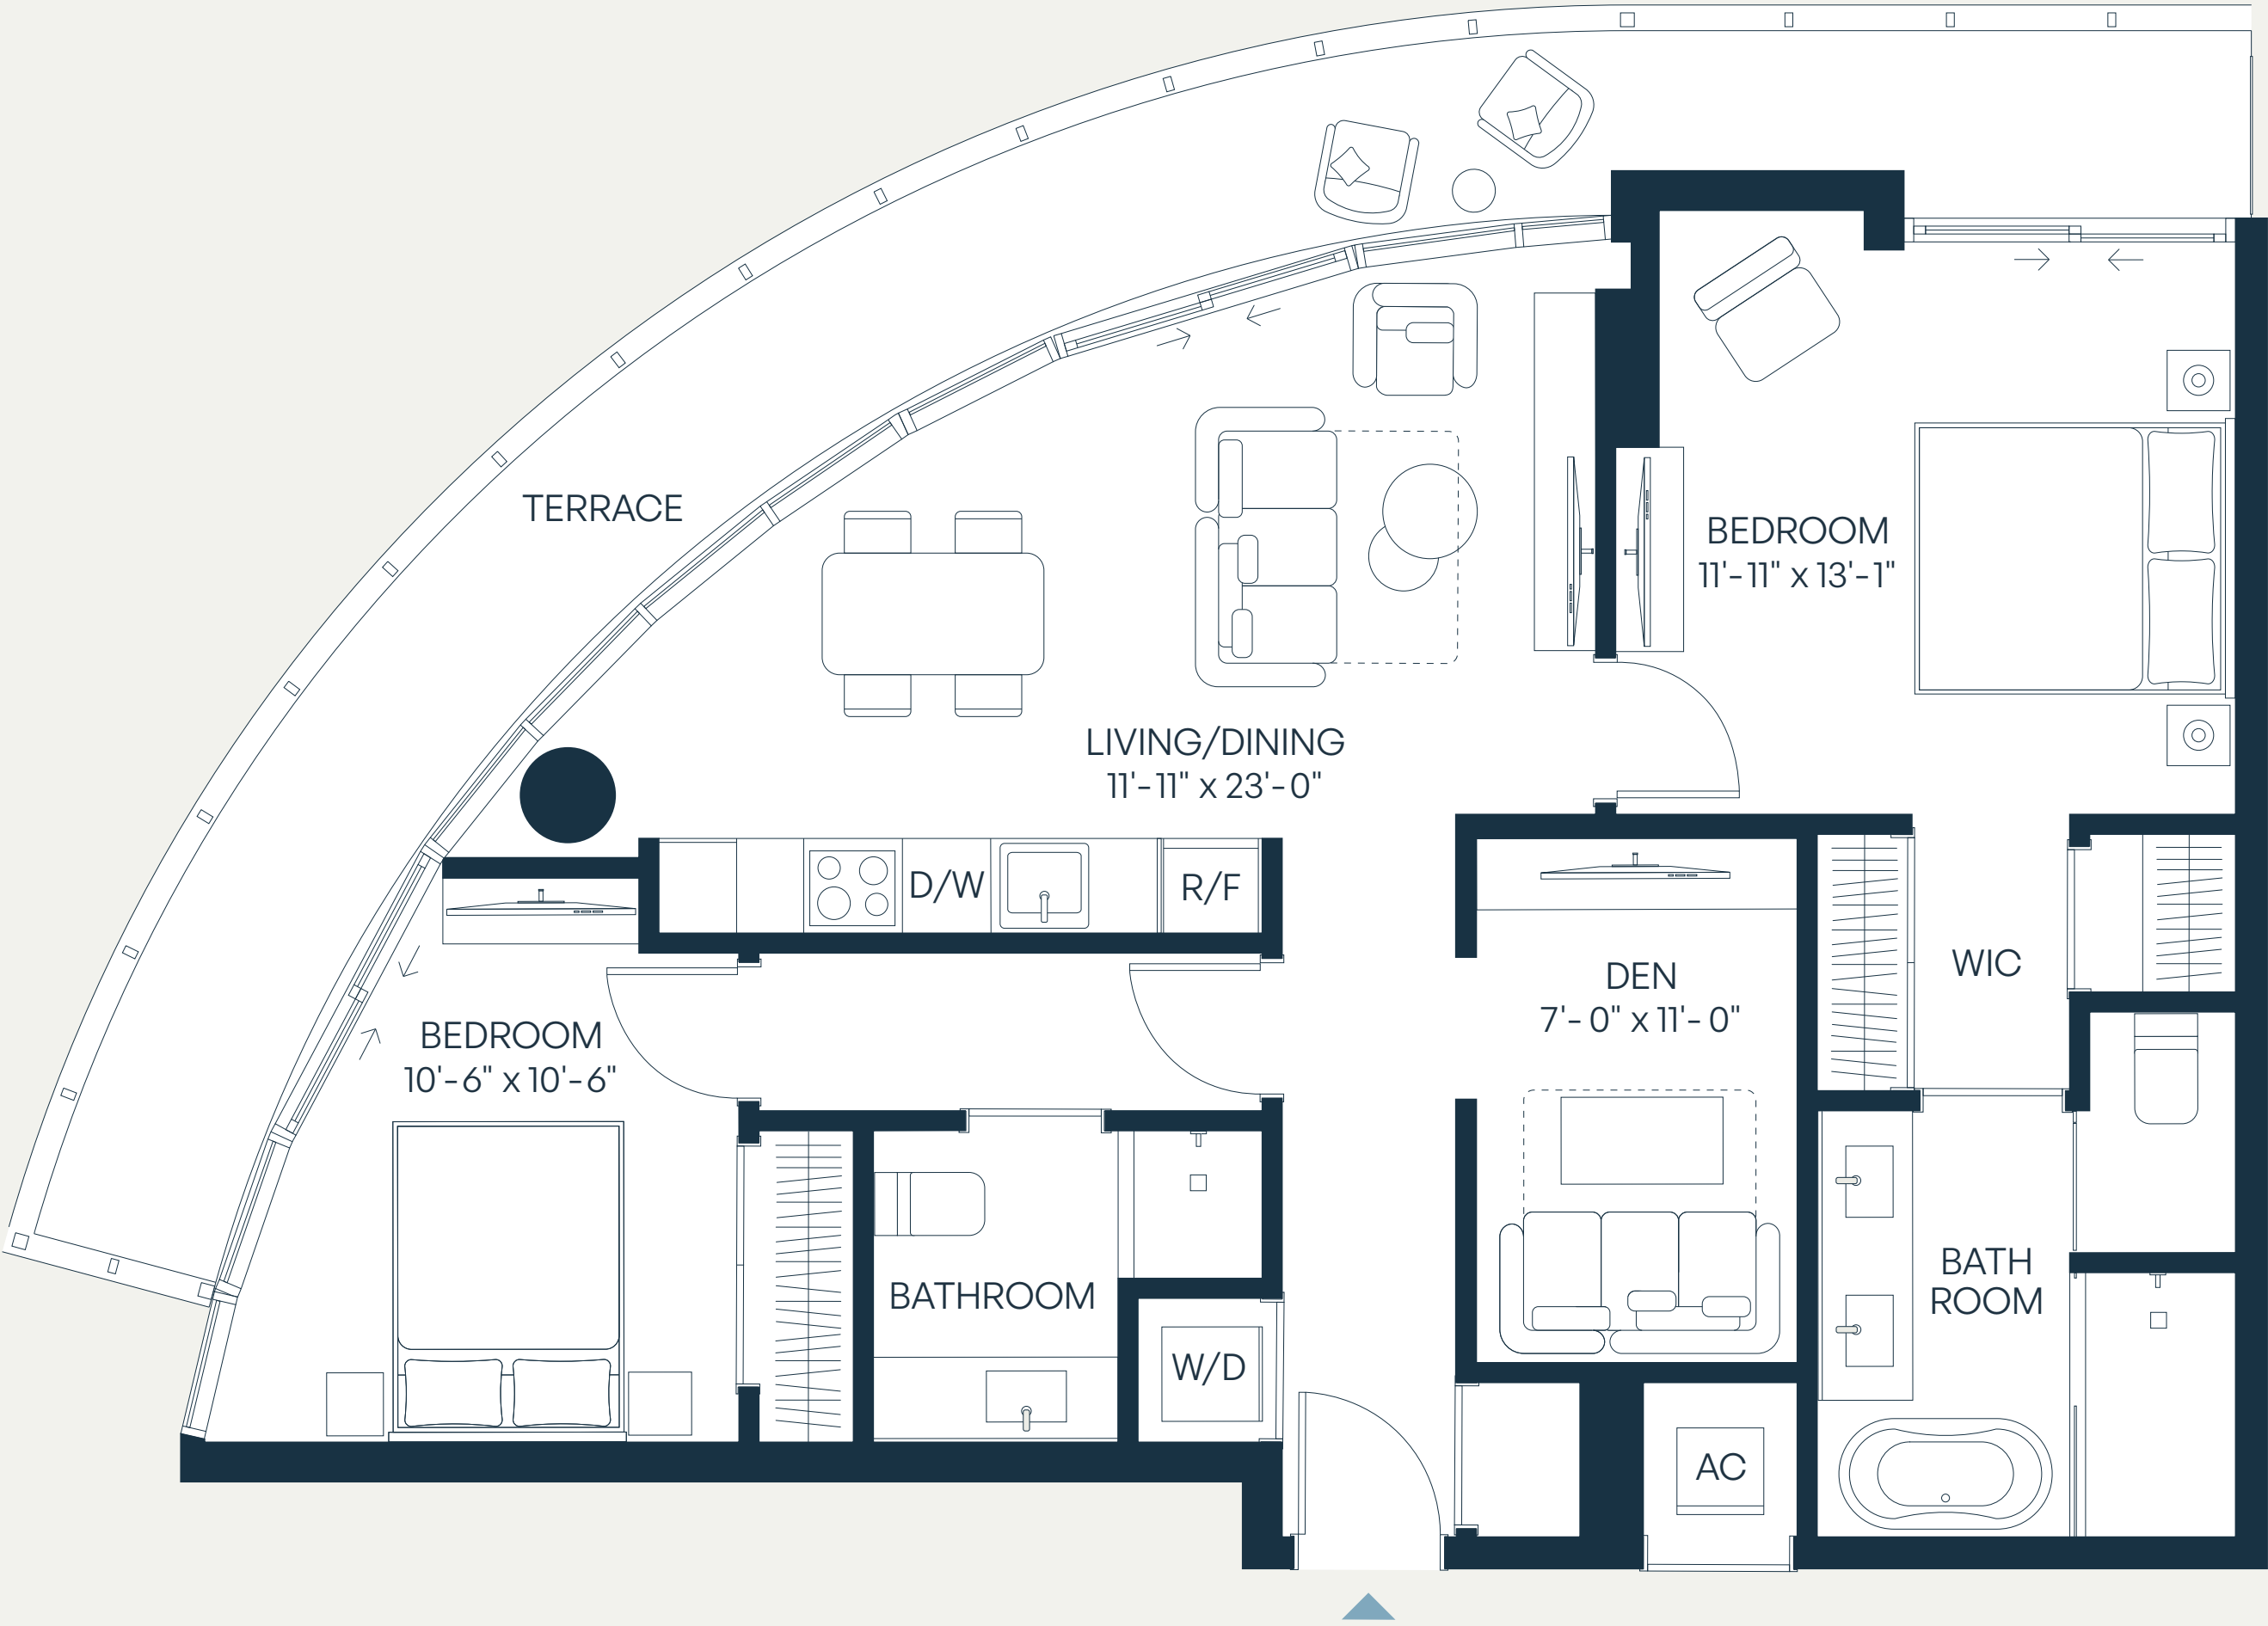 TERRACE
BEDROOM
11'-11" x 13'-1"
LIVING/DINING
11'-11" x 23'-0"
D/W
R/F
DEN
7'-0" x 11'-0"
WIC
BEDROOM
10'-6" x 10'-6"
BATHROOM
BATH
ROOM
W/D
AC